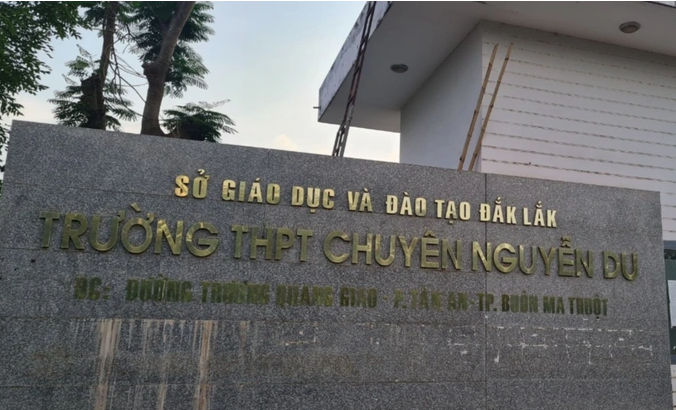 SỞ GIÁO DỤC VÀ ĐÀO TẠO ĐẮK LẮK
TRƯỜNG THPT CHUYÊN NGUYỄN DU
ĐC: ĐƯỜNG TRƯƠNG QUANG GIAO - P. TÂN AN - TP. BUÔN MA THUỘT